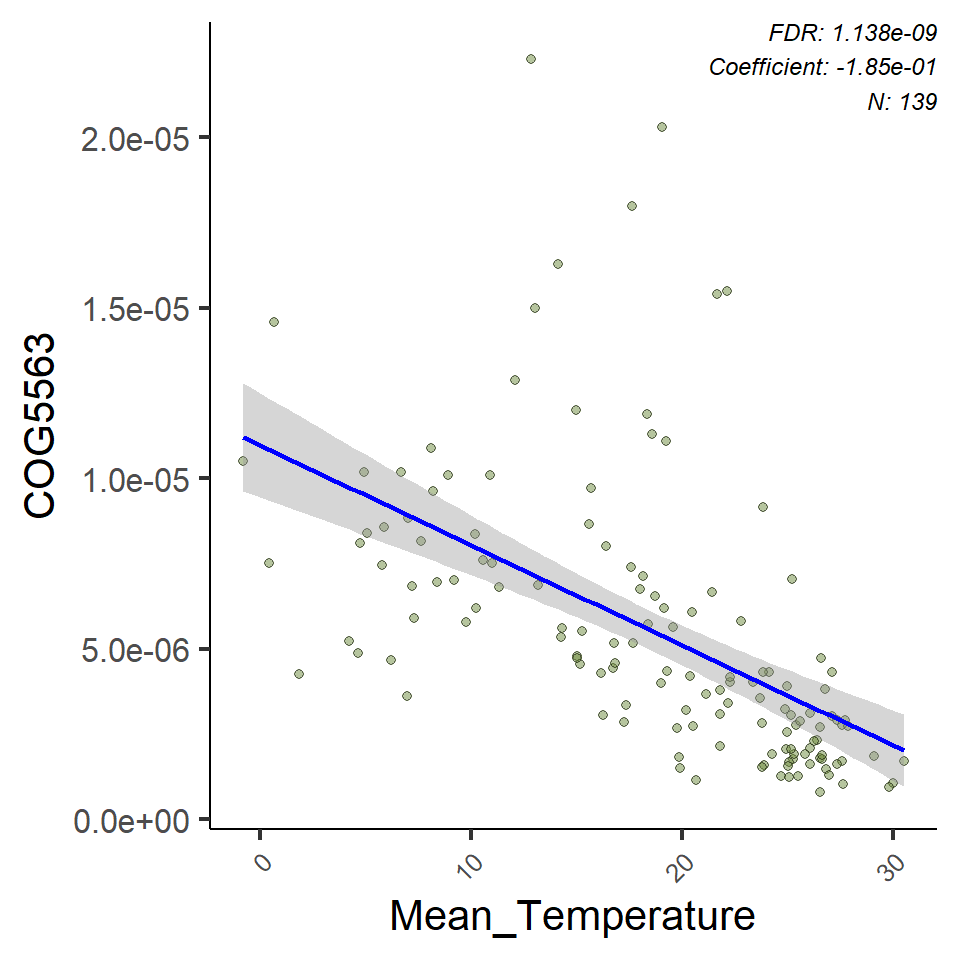 FDR: 1.138e-09
Coefficient: -1.85e-01
N: 139
COG5563
2.0e-05
1.5e-05
1.0e-05
5.0e-06
0.0e+00
0
10
20
30
Mean_Temperature